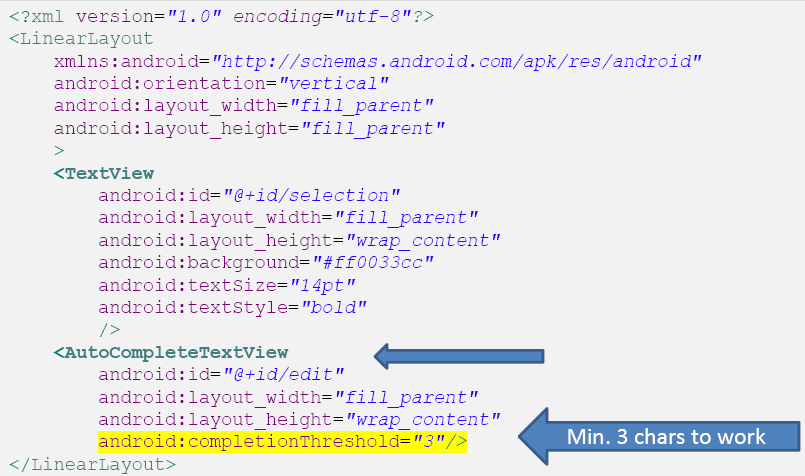 <?xml version="1.0" encoding="utf-8"?>
<LinearLayout
xmlns:android="http://schemas.android.com/apk/res/android"
android:orientation="vertical"
android:layout_width="fill_parent"
android:layout_height="fill_parent"
>
<TextView
android:id="@+id/selection"
android:layout_width="fill_parent"
android:layout_height="wrap_content"
android:background="#ff0033cc"
android:textSize="14pt"
android:textStyle="bold"
/>
<AutoCompleteTextView
android:id="@+id/edit"
android:layout_width="fill_parent"
android:layout_height="wrap_content"
android:completionThreshold="3"/>
Min. 3 chars to work
</LinearLayout>